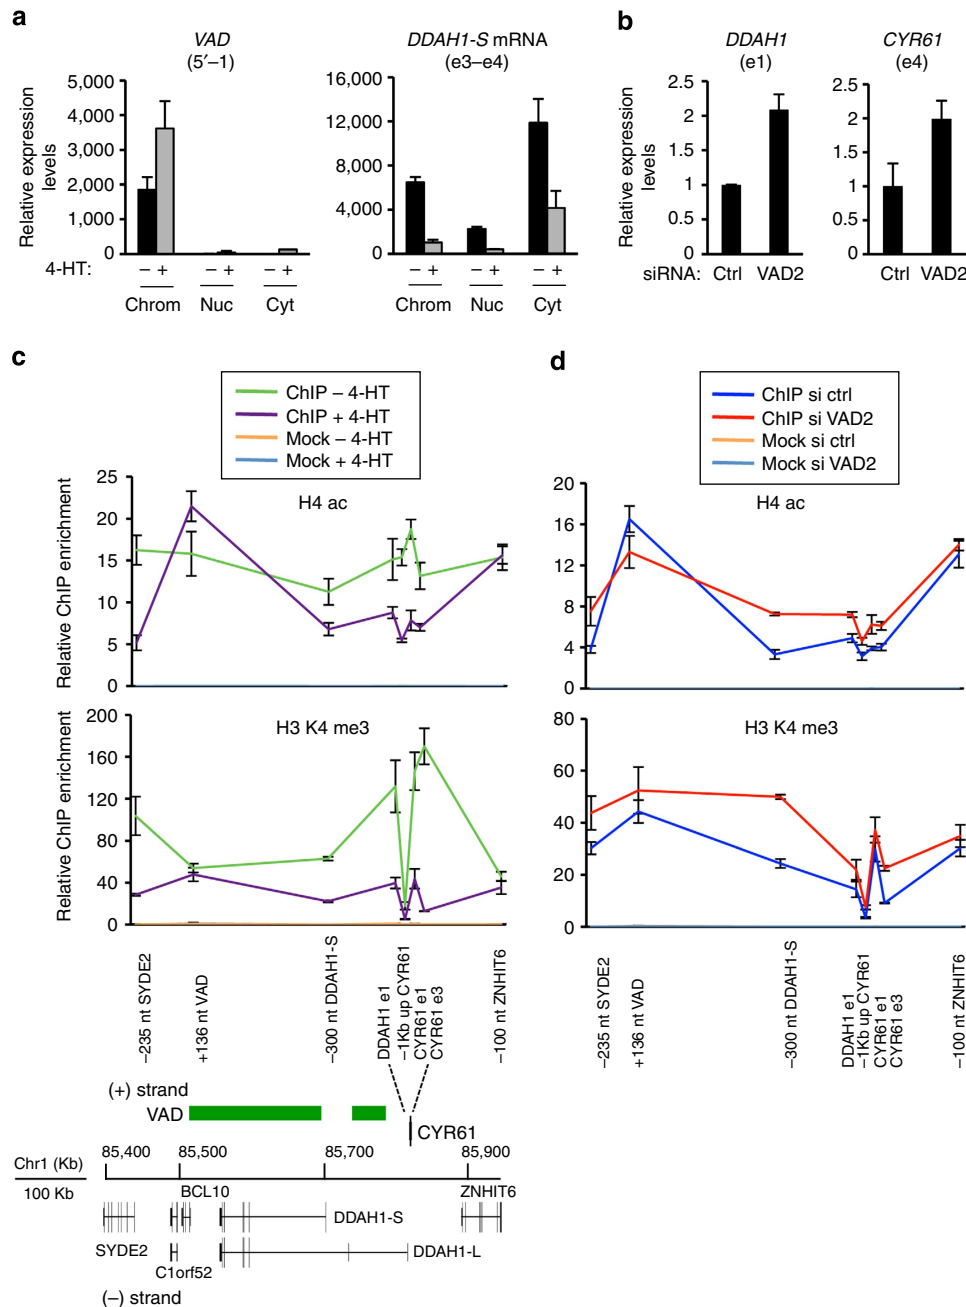 a
VAD
(5′–1)
Relative expression levels
5,000
4,000
3,000
2,000
1,000
0
4-HT:
– + – + – +
Chrom Nuc Cyt
DDAH1-S mRNA
(e3–e4)
16,000
12,000
8,000
4,000
0
– + – + – +
Chrom Nuc Cyt
b
DDAH1
(e1)
Relative expression levels
2.5
2
1.5
1
0.5
0
siRNA: Ctrl VAD2
CYR61
(e4)
2.5
2
1.5
1
0.5
0
Ctrl VAD2
c
ChIP – 4-HT
ChIP + 4-HT
Mock – 4-HT
Mock + 4-HT
H4 ac
Relative ChIP enrichment
25
20
15
10
5
0
H3 K4 me3
Relative ChIP enrichment
200
160
120
80
40
0
–235 nt SYDE2
+136 nt VAD
–300 nt DDAH1-S
DDAH1 e1
–1Kb up CYR61
CYR61 e1
CYR61 e3
–100 nt ZNHIT6
d
ChIP si ctrl
ChIP si VAD2
Mock si ctrl
Mock si VAD2
H4 ac
20
16
12
8
4
0
H3 K4 me3
80
60
40
20
0
–235 nt SYDE2
+136 nt VAD
–300 nt DDAH1-S
DDAH1 e1
–1Kb up CYR61
CYR61 e1
CYR61 e3
–100 nt ZNHIT6
(+) strand
VAD
CYR61
Chr1 (Kb)
85,400 85,500 85,700 85,900
100 Kb
BCL10
ZNHIT6
DDAH1-S
SYDE2
DDAH1-L
C1orf52
(–) strand